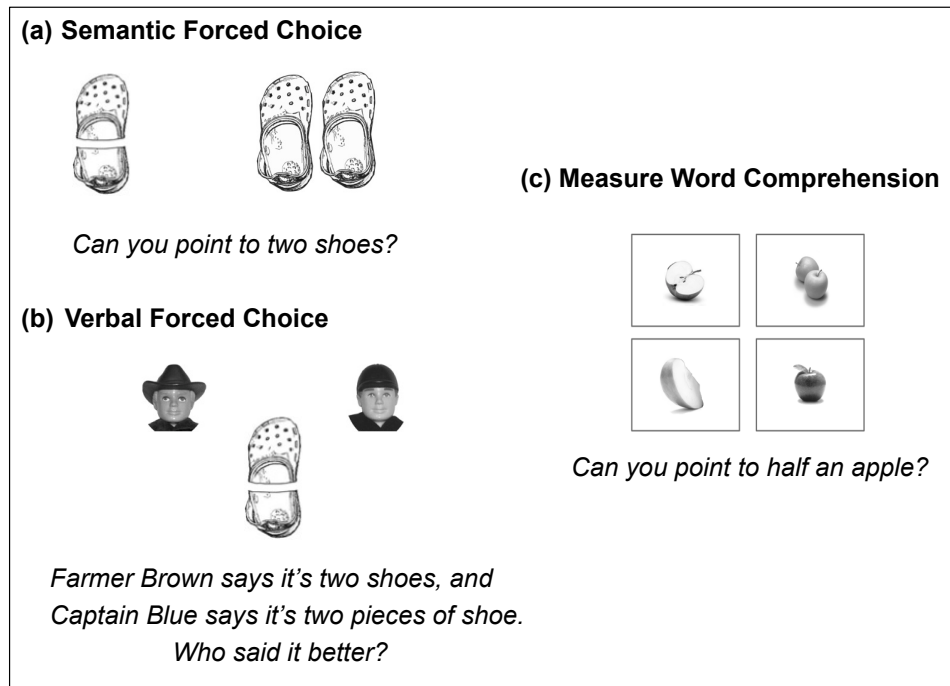 (a) Semantic Forced Choice
Can you point to two shoes?
(b) Verbal Forced Choice
Farmer Brown says it’s two shoes, and
Captain Blue says it’s two pieces of shoe.
Who said it better?
(c) Measure Word Comprehension
Can you point to half an apple?